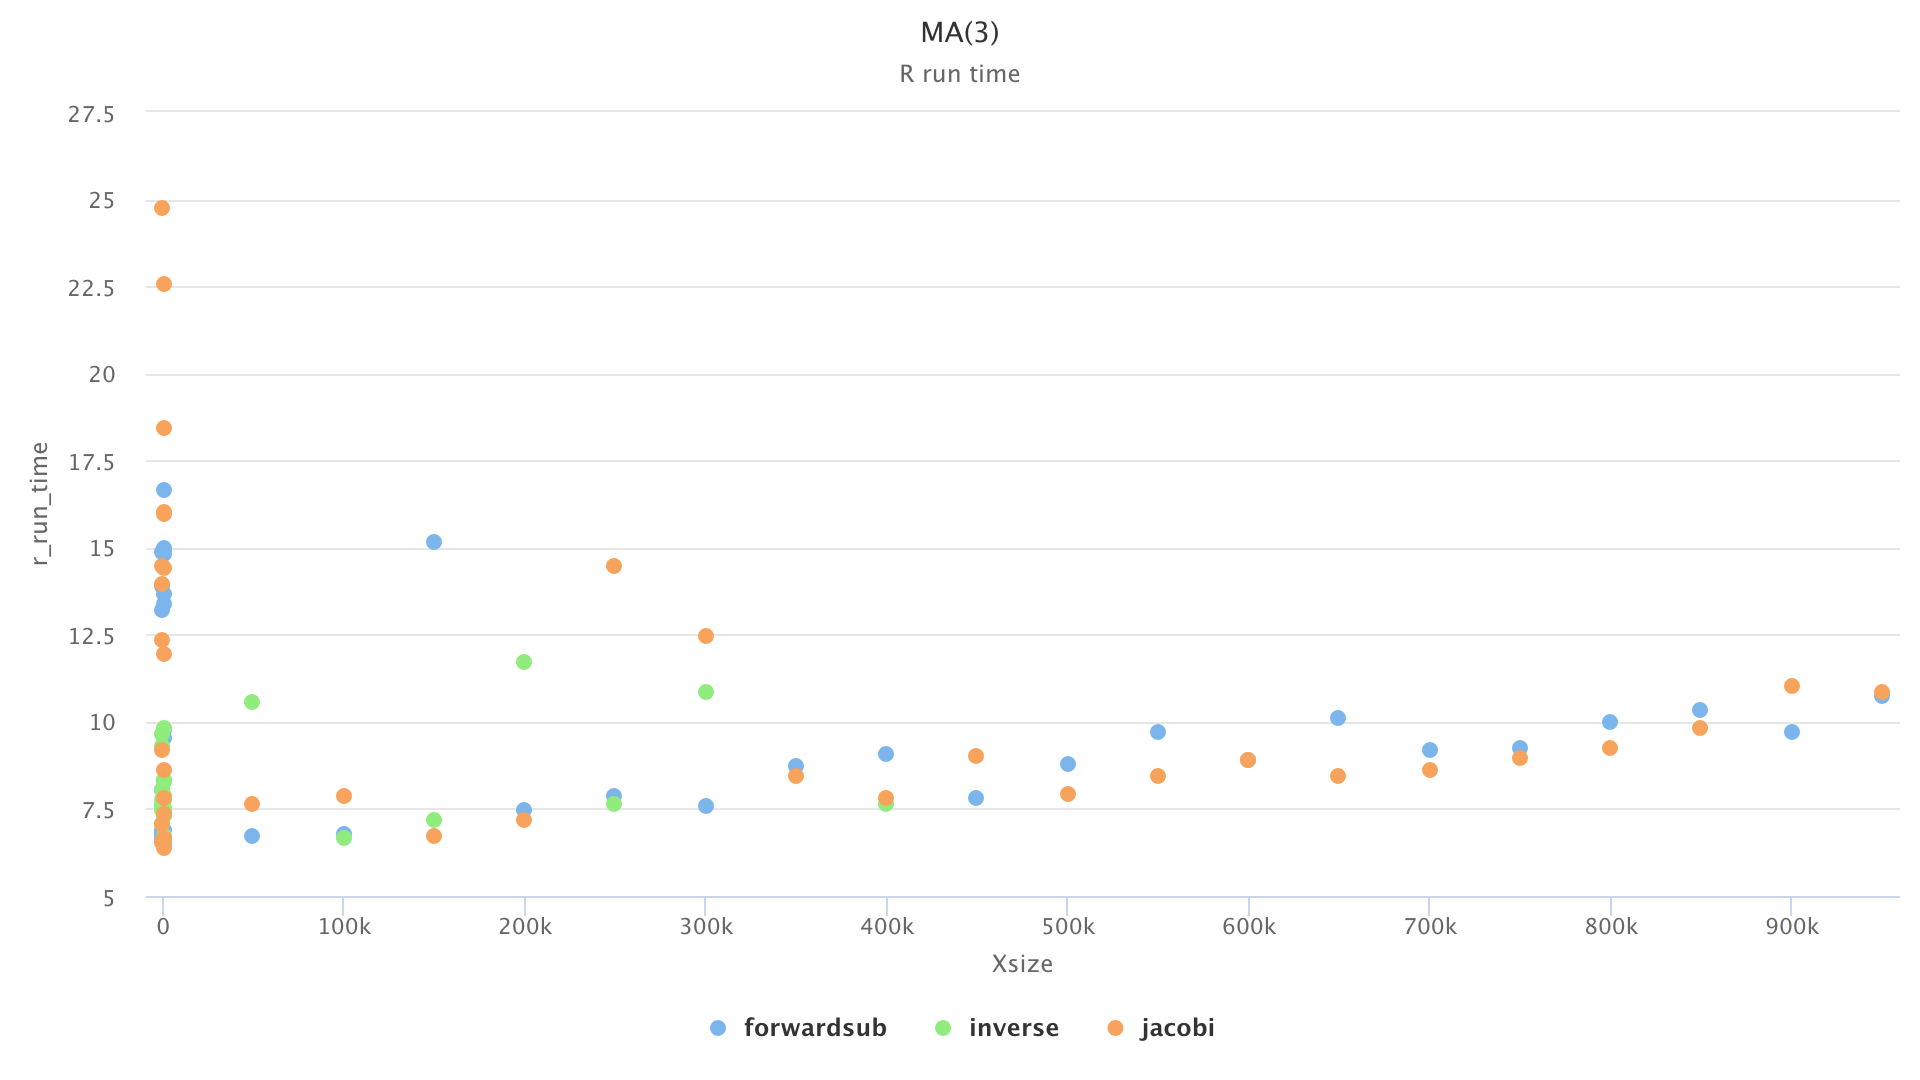 MA(3)
R run time
27.5
25
22.5
20
17.5
15
12.5
10
7.5
5
r_run_time
0 100k 200k 300k 400k 500k 600k 700k 800k 900k
Xsize
forwardsub inverse jacobi